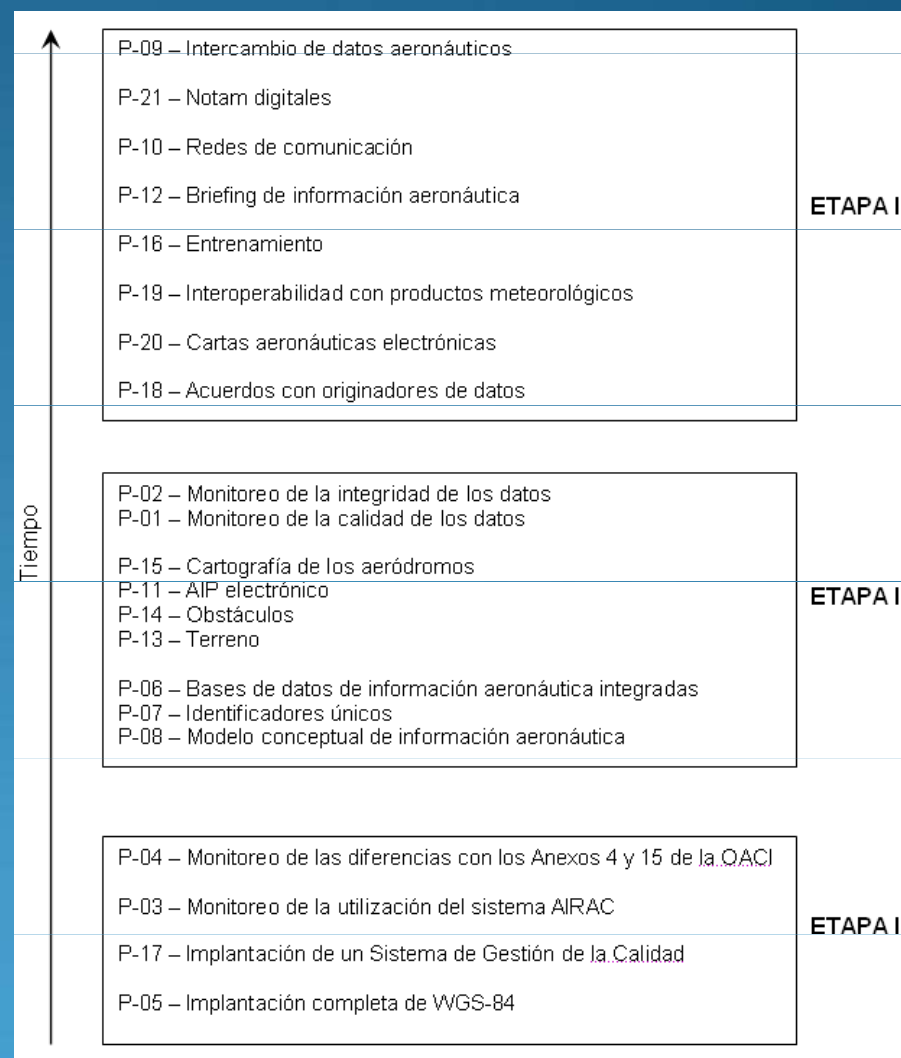 P-09 – Intercambio de datos aeronáuticos
P-21 – Notam digitales
P-10 – Redes de comunicación
P-12 – Briefing de información aeronáutica
ETAPA I
P-16 – Entrenamiento
P-19 – Interoperabilidad con productos meteorológicos
P-20 – Cartas aeronáuticas electrónicas
P-18 – Acuerdos con originadores de datos
Tiempo
P-02 – Monitoreo de la integridad de los datos
P-01 – Monitoreo de la calidad de los datos
P-15 – Cartografía de los aeródromos
P-11 – AIP electrónico
ETAPA I
P-14 – Obstáculos
P-13 – Terreno
P-06 – Bases de datos de información aeronáutica integradas
P-07 – Identificadores únicos
P-08 – Modelo conceptual de información aeronáutica
P-04 – Monitoreo de las diferencias con los Anexos 4 y 15 de la OACI
P-03 – Monitoreo de la utilización del sistema AIRAC
ETAPA I
P-17 – Implantación de un Sistema de Gestión de la Calidad
P-05 – Implantación completa de WGS-84